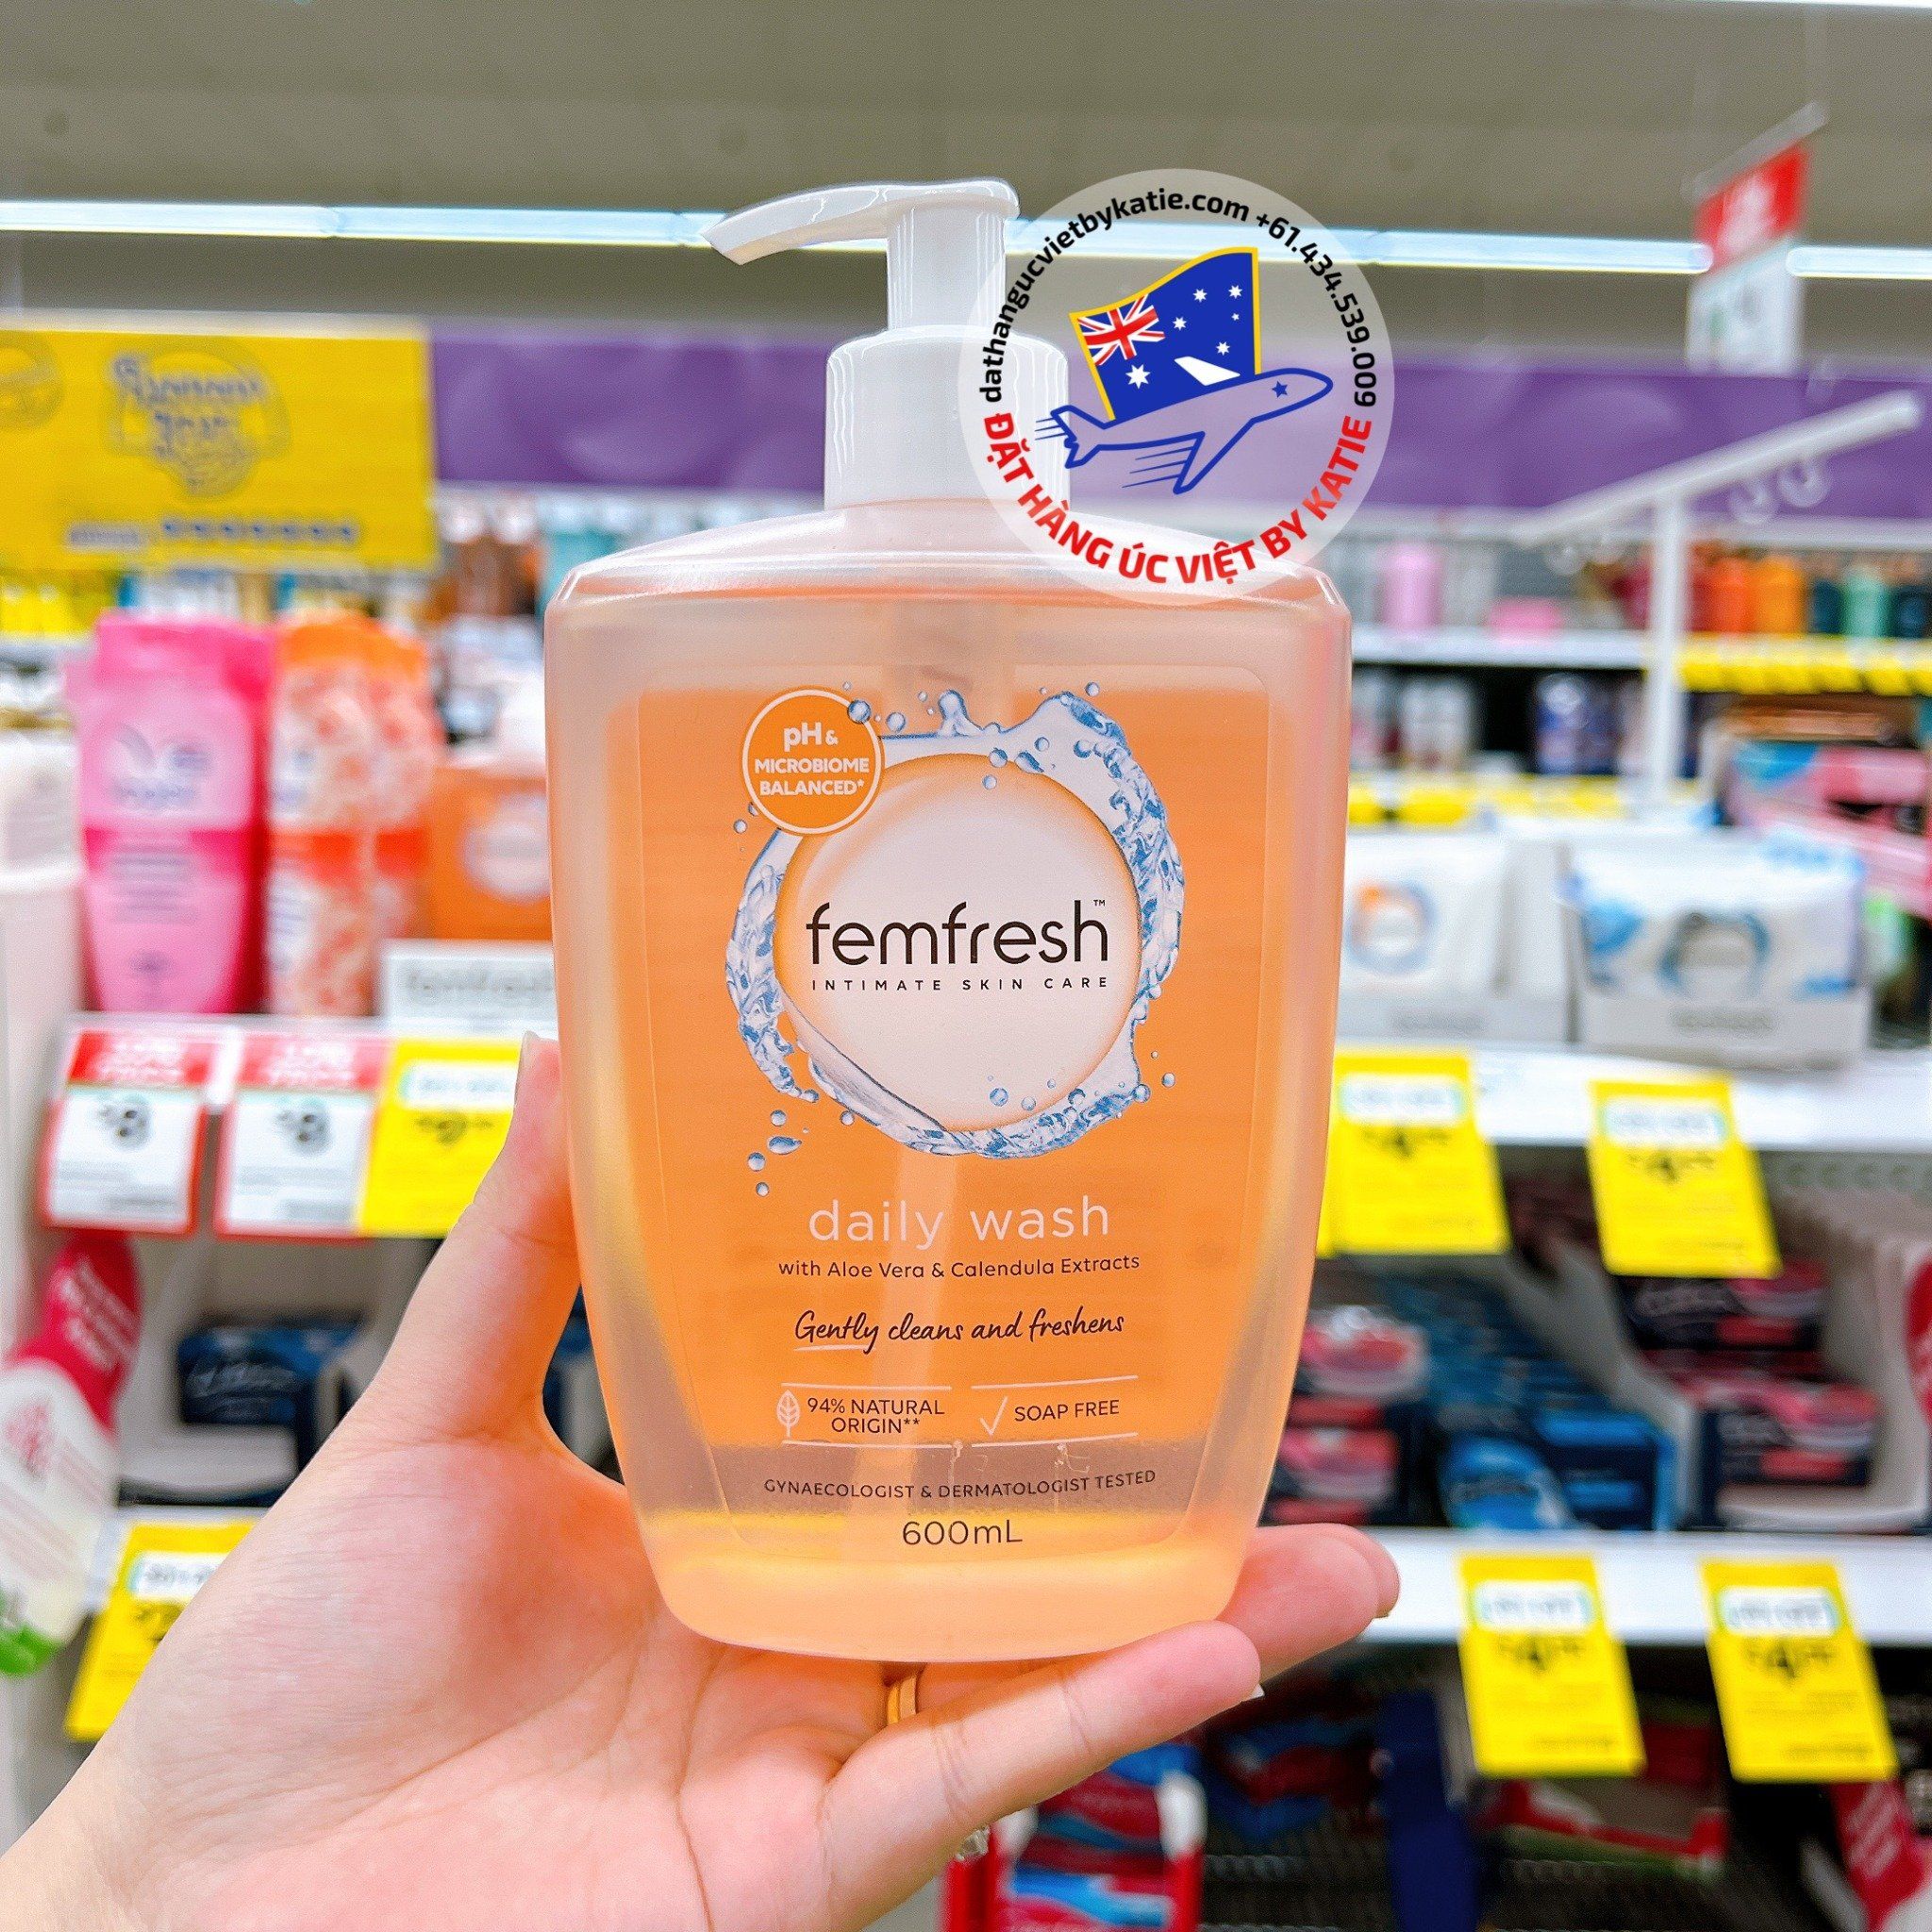 dathangucvietbykatie.com +61.434.539.009
ĐẶT HÀNG ÚC VIỆT BY KATIE
pH &
MICROBIOME
BALANCED*
femfresh™
INTIMATE SKIN CARE
daily wash
with Aloe Vera & Calendula Extracts
Gently cleans and freshens
94% NATURAL
ORIGIN**
SOAP FREE
GYNAECOLOGIST & DERMATOLOGIST TESTED
600mL